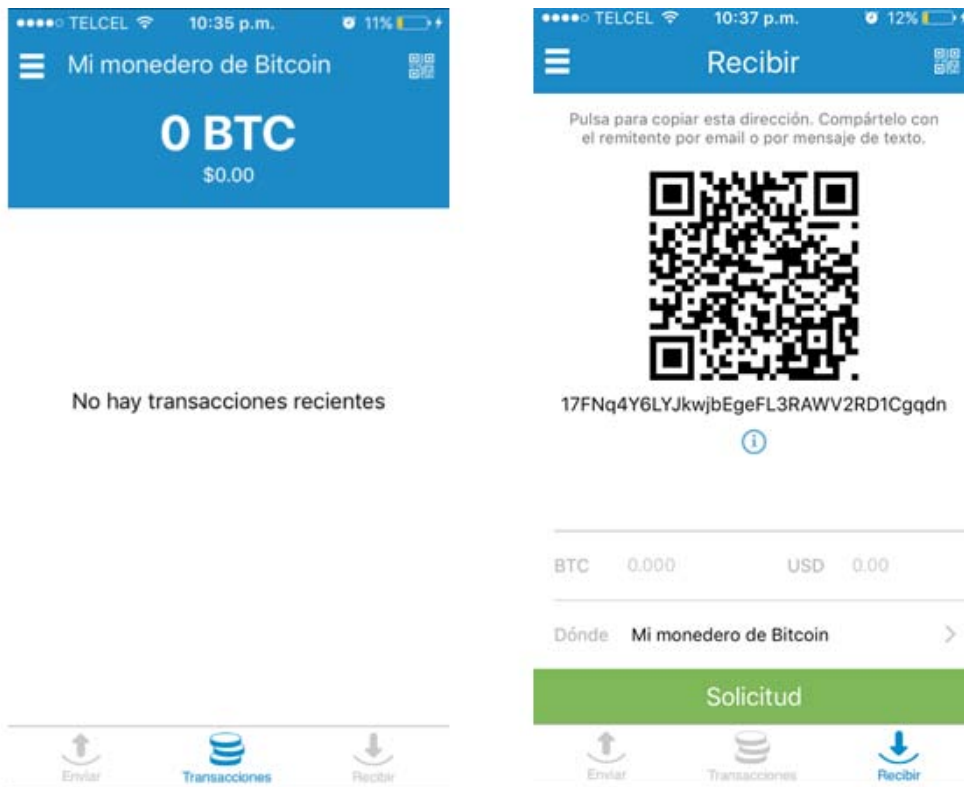 TELCEL 10:35 p.m. 11%
Mi monedero de Bitcoin
0 BTC
$0.00
No hay transacciones recientes
Enviar Transacciones Recibir
TELCEL 10:37 p.m. 12%
Recibir
Pulsa para copiar esta dirección. Compártelo con
el remitente por email o por mensaje de texto.
17FNq4Y6LYJkwjbEgeFL3RAWV2RD1Cgqdn
BTC 0.000 USD 0.00
Dónde Mi monedero de Bitcoin
Solicitud
Enviar Transacciones Recibir